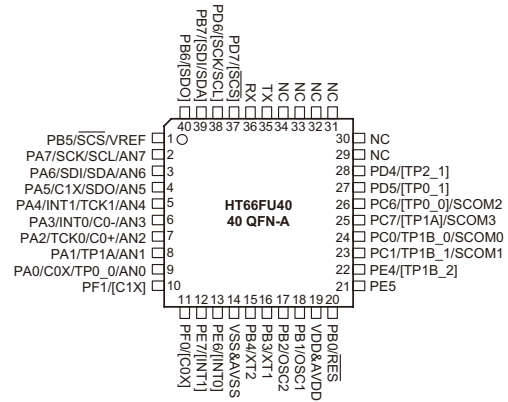 PB6/[SDO]
PB7/[SDI/SDA]
PD6/[SCK/SCL]
PD7/[SCS]
RX
TX
NC
NC
NC
NC
40 39 38 37 36 35 34 33 32 31
PB5/SCS/VREF 1
PA7/SCK/SCL/AN7 2
PA6/SDI/SDA/AN6 3
PA5/C1X/SDO/AN5 4
PA4/INT1/TCK1/AN4 5
PA3/INT0/C0-/AN3 6
PA2/TCK0/C0+/AN2 7
PA1/TP1A/AN1 8
PA0/C0X/TP0_0/AN0 9
PF1/[C1X] 10
HT66FU40
40 QFN-A
30 NC
29 NC
28 PD4/[TP2_1]
27 PD5/[TP0_1]
26 PC6/[TP0_0]/SCOM2
25 PC7/[TP1A]/SCOM3
24 PC0/TP1B_0/SCOM0
23 PC1/TP1B_1/SCOM1
22 PE4/[TP1B_2]
21 PE5
11 12 13 14 15 16 17 18 19 20
PF0/[C0X]
PE7/[INT1]
PE6/[INT0]
VSS&AVSS
PB4/XT2
PB3/XT1
PB2/OSC2
PB1/OSC1
VDD&AVDD
PB0/RES